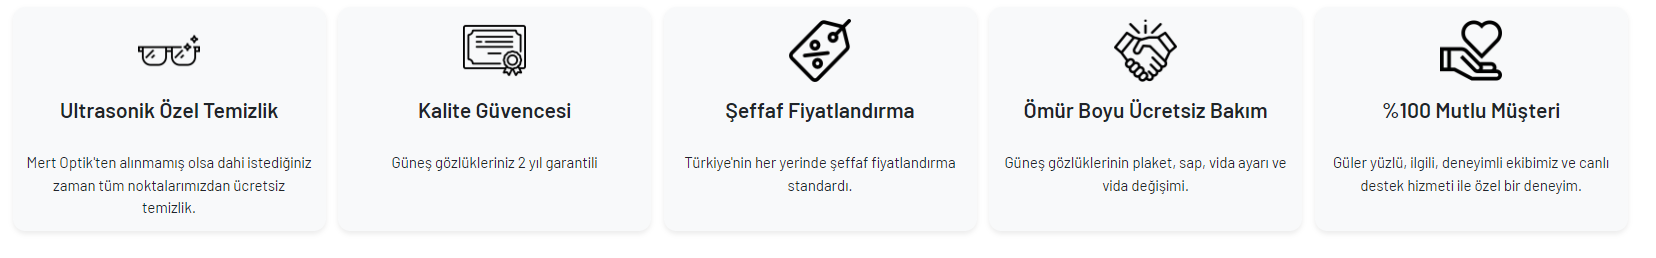 Ultrasonik Özel Temizlik
Mert Optik'ten alınmamış olsa dahi istediğiniz
zaman tüm noktalarımızdan ücretsiz
temizlik.
Kalite Güvencesi
Güneş gözlükleriniz 2 yıl garantili
Şeffaf Fiyatlandırma
Türkiye'nin her yerinde şeffaf fiyatlandırma
standardı.
Ömür Boyu Ücretsiz Bakım
Güneş gözlüklerinin plaket, sap, vida ayarı ve
vida değişimi.
%100 Mutlu Müşteri
Güler yüzlü, ilgili, deneyimli ekibimiz ve canlı
destek hizmeti ile özel bir deneyim.